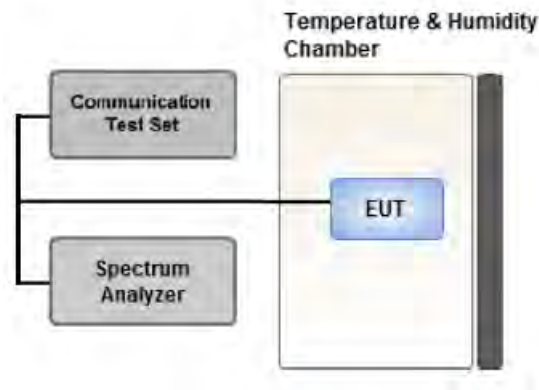 Temperature & Humidity
Chamber
Communication
Test Set
EUT
Spectrum
Analyzer